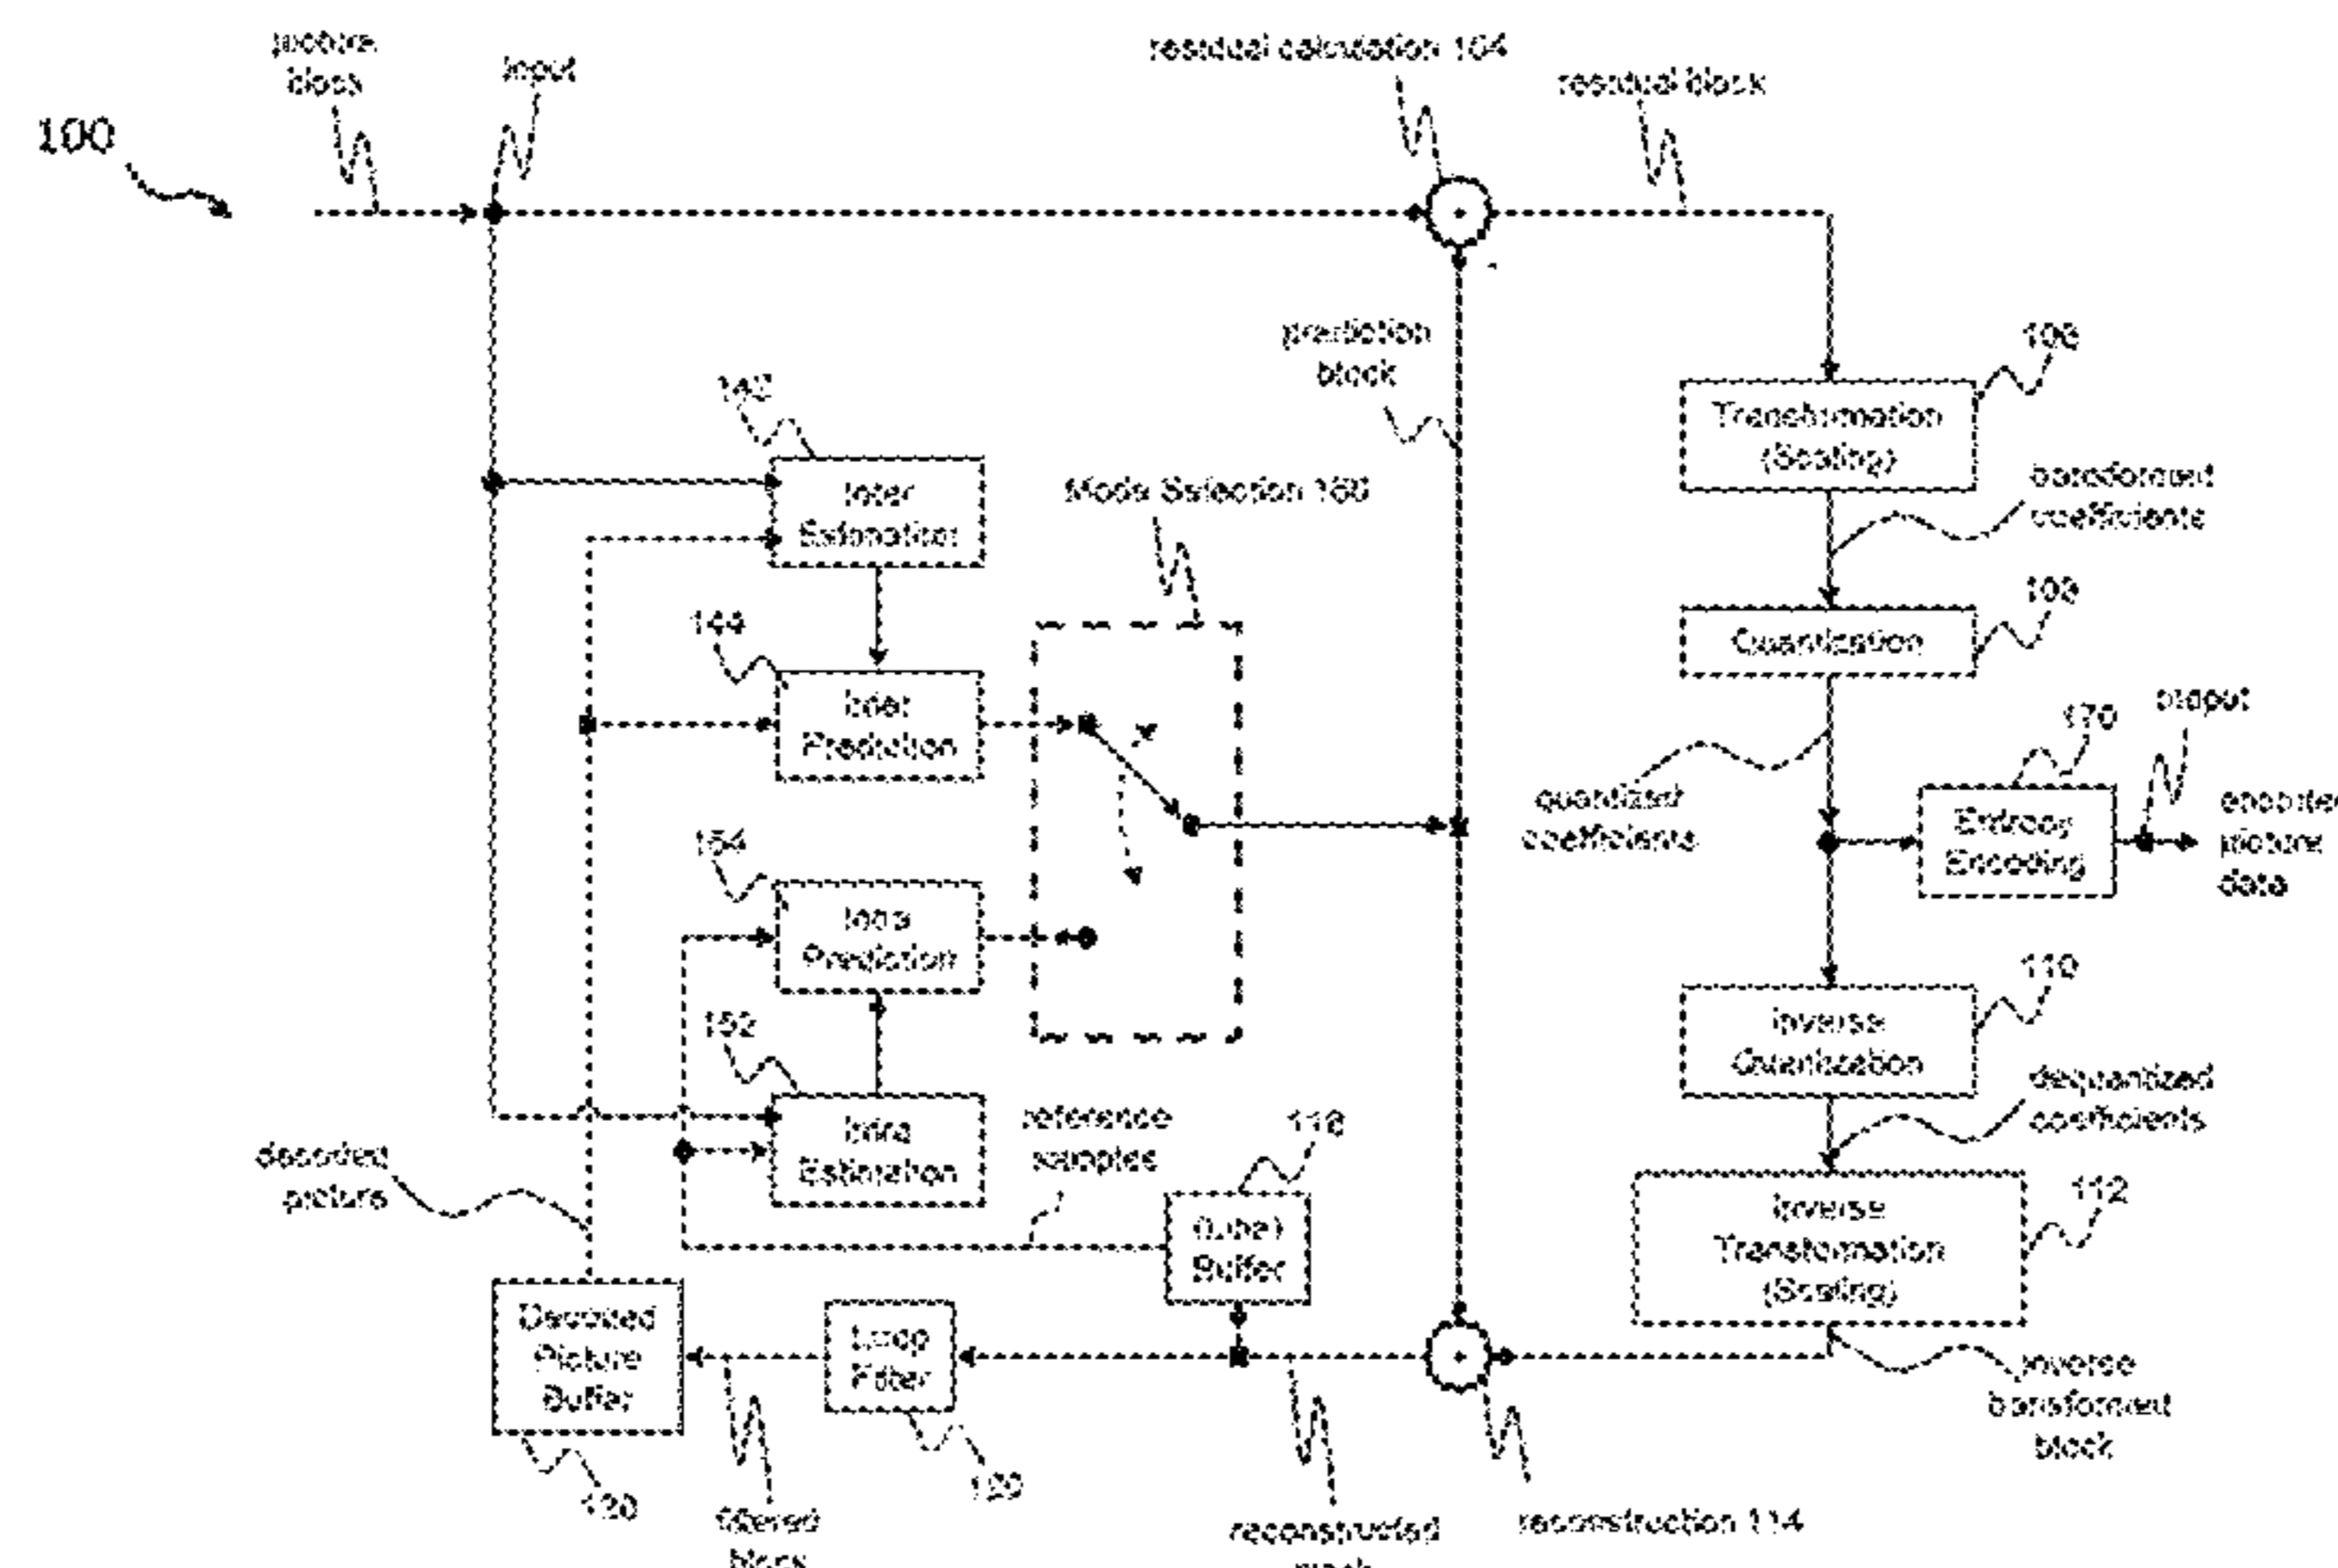 picture
block
input
residual calculation 104
residual block
100
prediction
block
106
Transformation
(Scaling)
transformed
coefficients
142
Inter
Estimation
Mode Selection 160
108
Quantization
144
Inter
Prediction
170
output
quantized
coefficients
Entropy
Encoding
picture
data
154
Intra
Prediction
110
Inverse
Quantization
152
Intra
Estimation
reference
samples
dequantized
coefficients
decoded
picture
(Line)
Buffer
112
Inverse
Transformation
(Scaling)
Decoded
Picture
Buffer
Loop
Filter
inverse
transformed
block
120
filtered
block
reconstructed
reconstruction 114